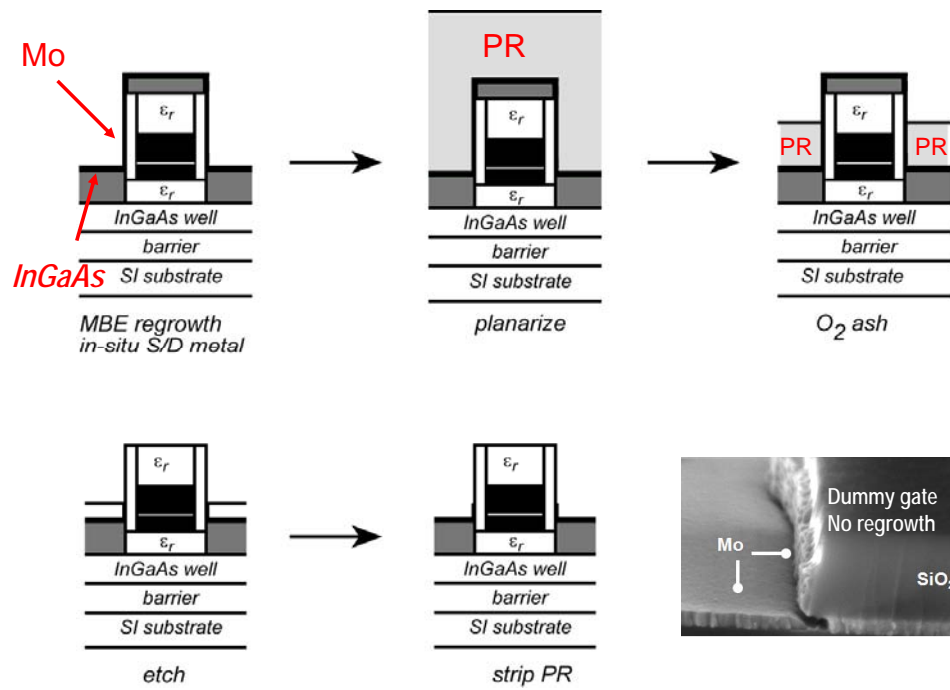 Mo
InGaAs
εr
εr
InGaAs well
barrier
SI substrate
MBE regrowth
in-situ S/D metal
PR
εr
εr
InGaAs well
barrier
SI substrate
planarize
PR
PR
εr
εr
InGaAs well
barrier
SI substrate
O2 ash
εr
εr
InGaAs well
barrier
SI substrate
etch
εr
εr
InGaAs well
barrier
SI substrate
strip PR
Dummy gate
No regrowth
Mo
SiO